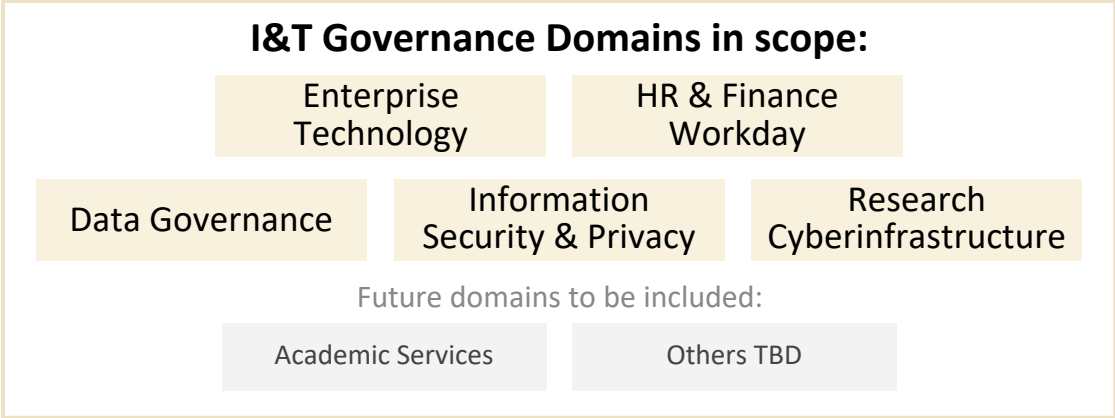 I&T Governance Domains in scope:
Enterprise
Technology
HR & Finance
Workday
Data Governance
Information
Security & Privacy
Research
Cyberinfrastructure
Future domains to be included:
Academic Services
Others TBD